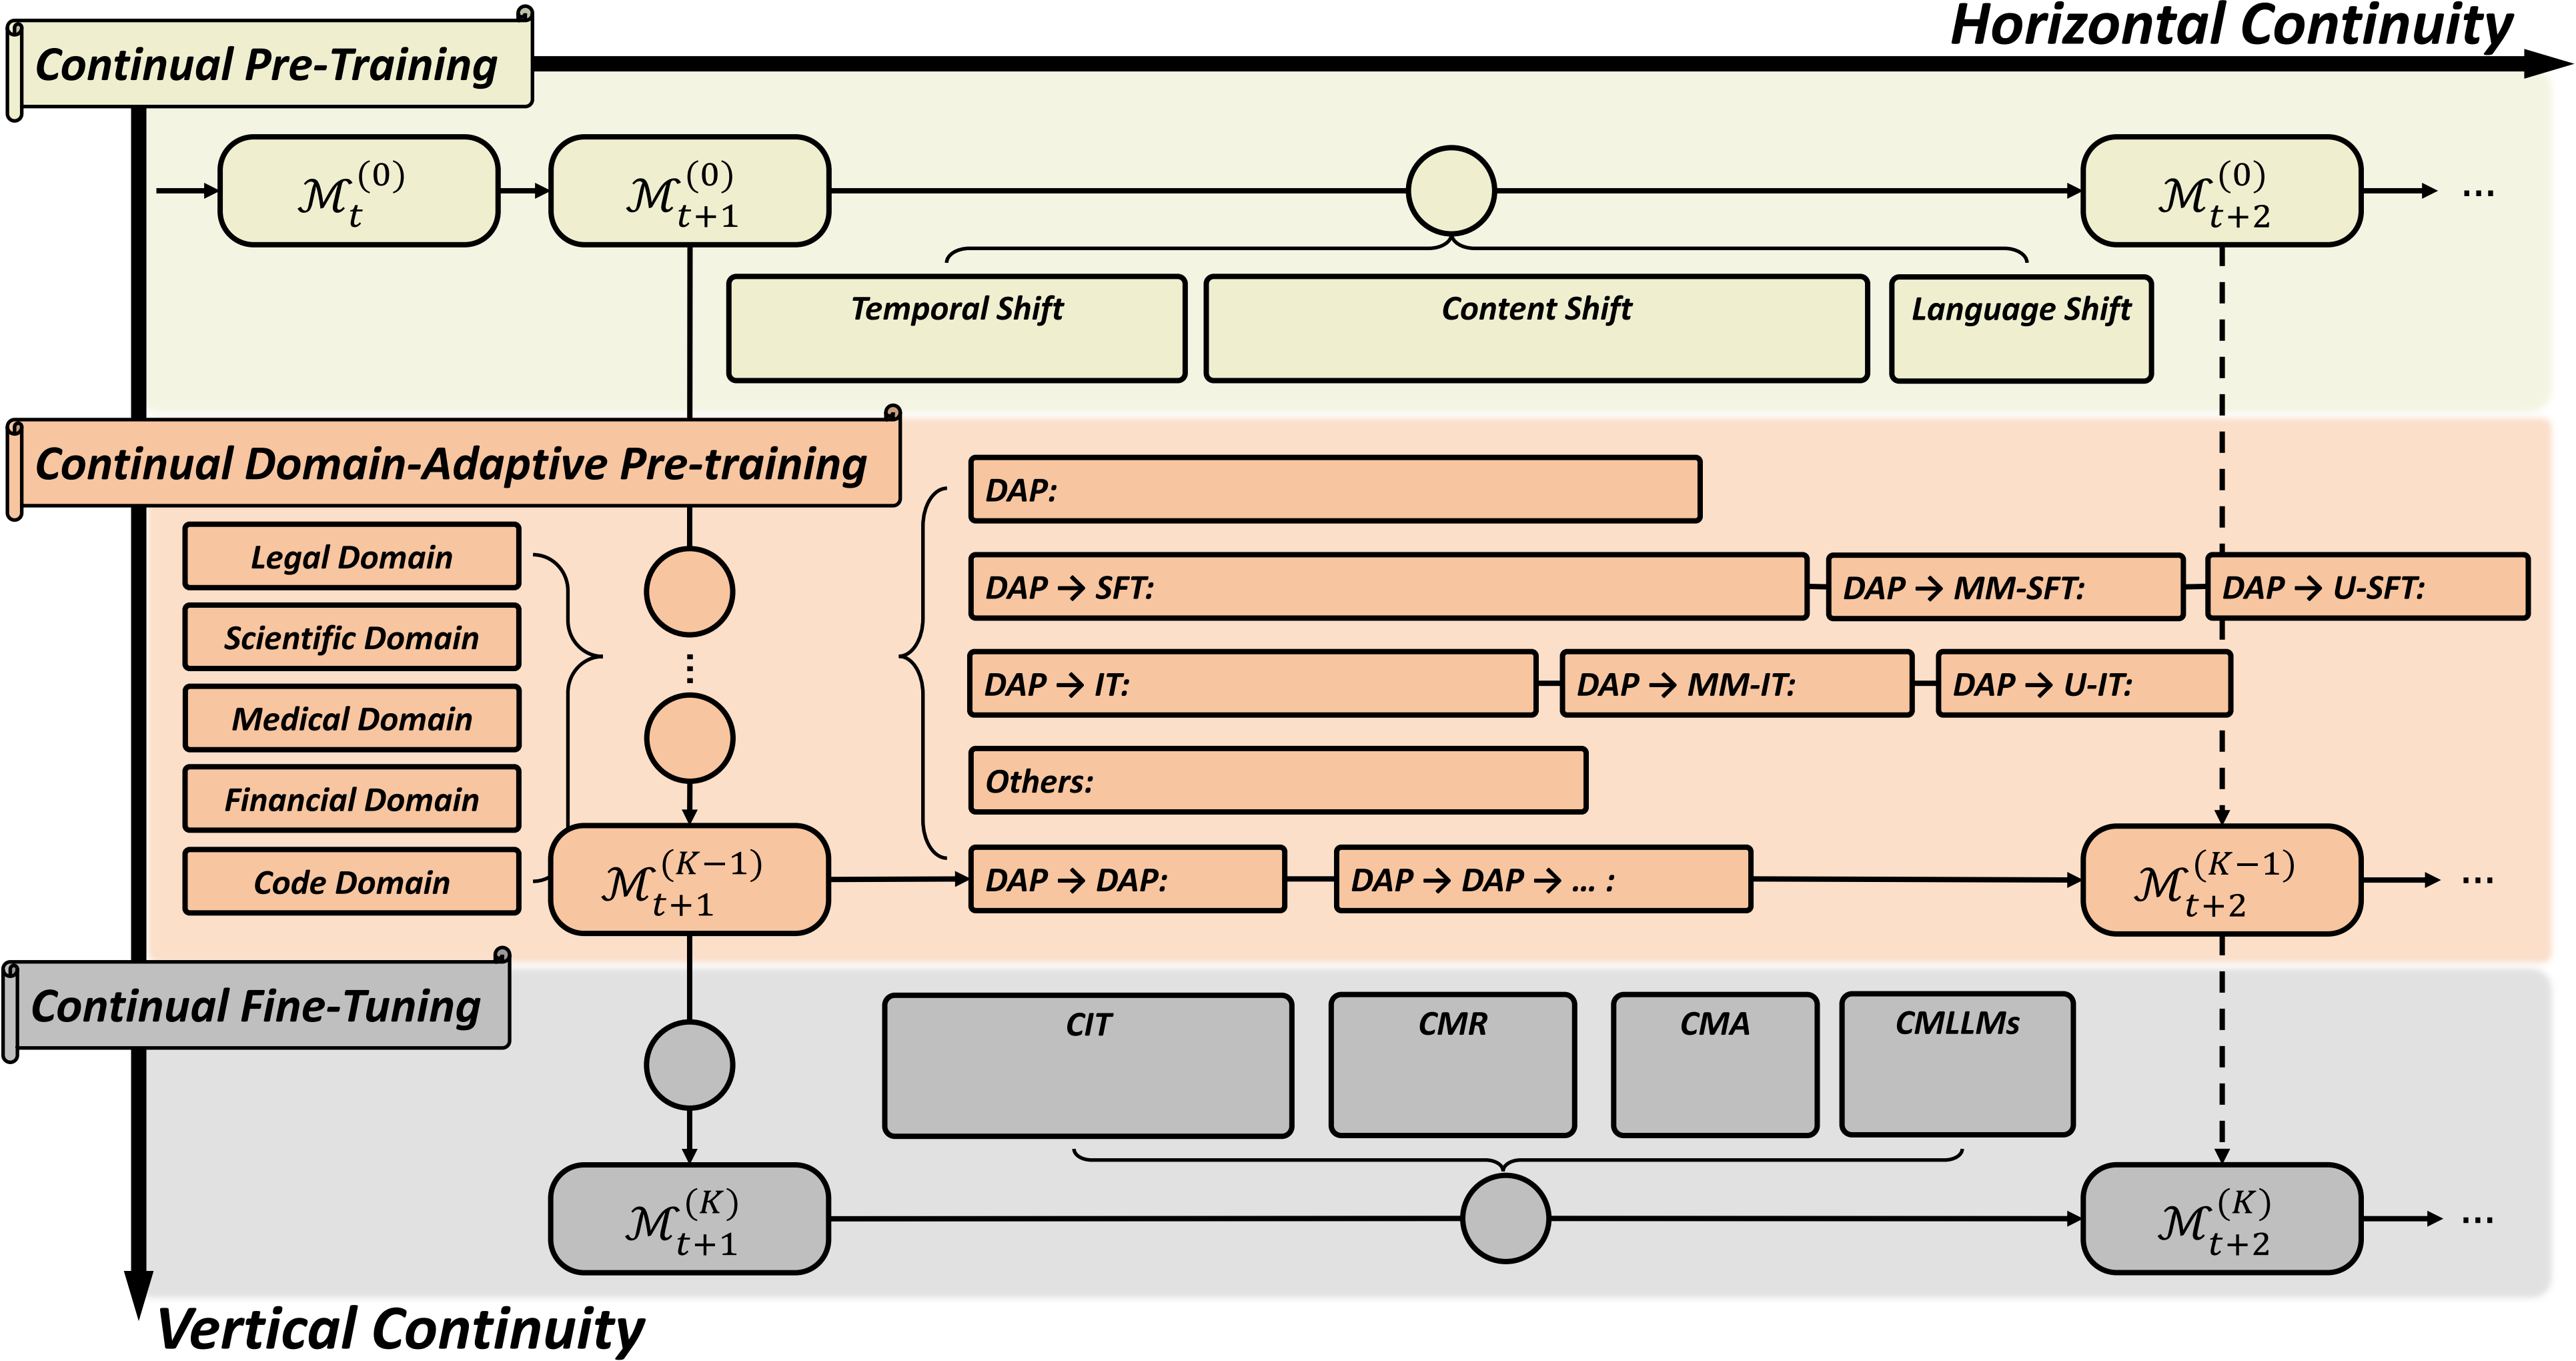 Horizontal Continuity
Continual Pre-Training
ℳ_t^(0)
ℳ_{t+1}^(0)
ℳ_{t+2}^(0)
...
Temporal Shift
Content Shift
Language Shift
Continual Domain-Adaptive Pre-training
Legal Domain
Scientific Domain
Medical Domain
Financial Domain
Code Domain
⋮
DAP:
DAP → SFT:
DAP → MM-SFT:
DAP → U-SFT:
DAP → IT:
DAP → MM-IT:
DAP → U-IT:
Others:
ℳ_{t+1}^(K−1)
DAP → DAP:
DAP → DAP → ... :
ℳ_{t+2}^(K−1)
...
Continual Fine-Tuning
CIT
CMR
CMA
CMLLMs
ℳ_{t+1}^(K)
ℳ_{t+2}^(K)
...
Vertical Continuity